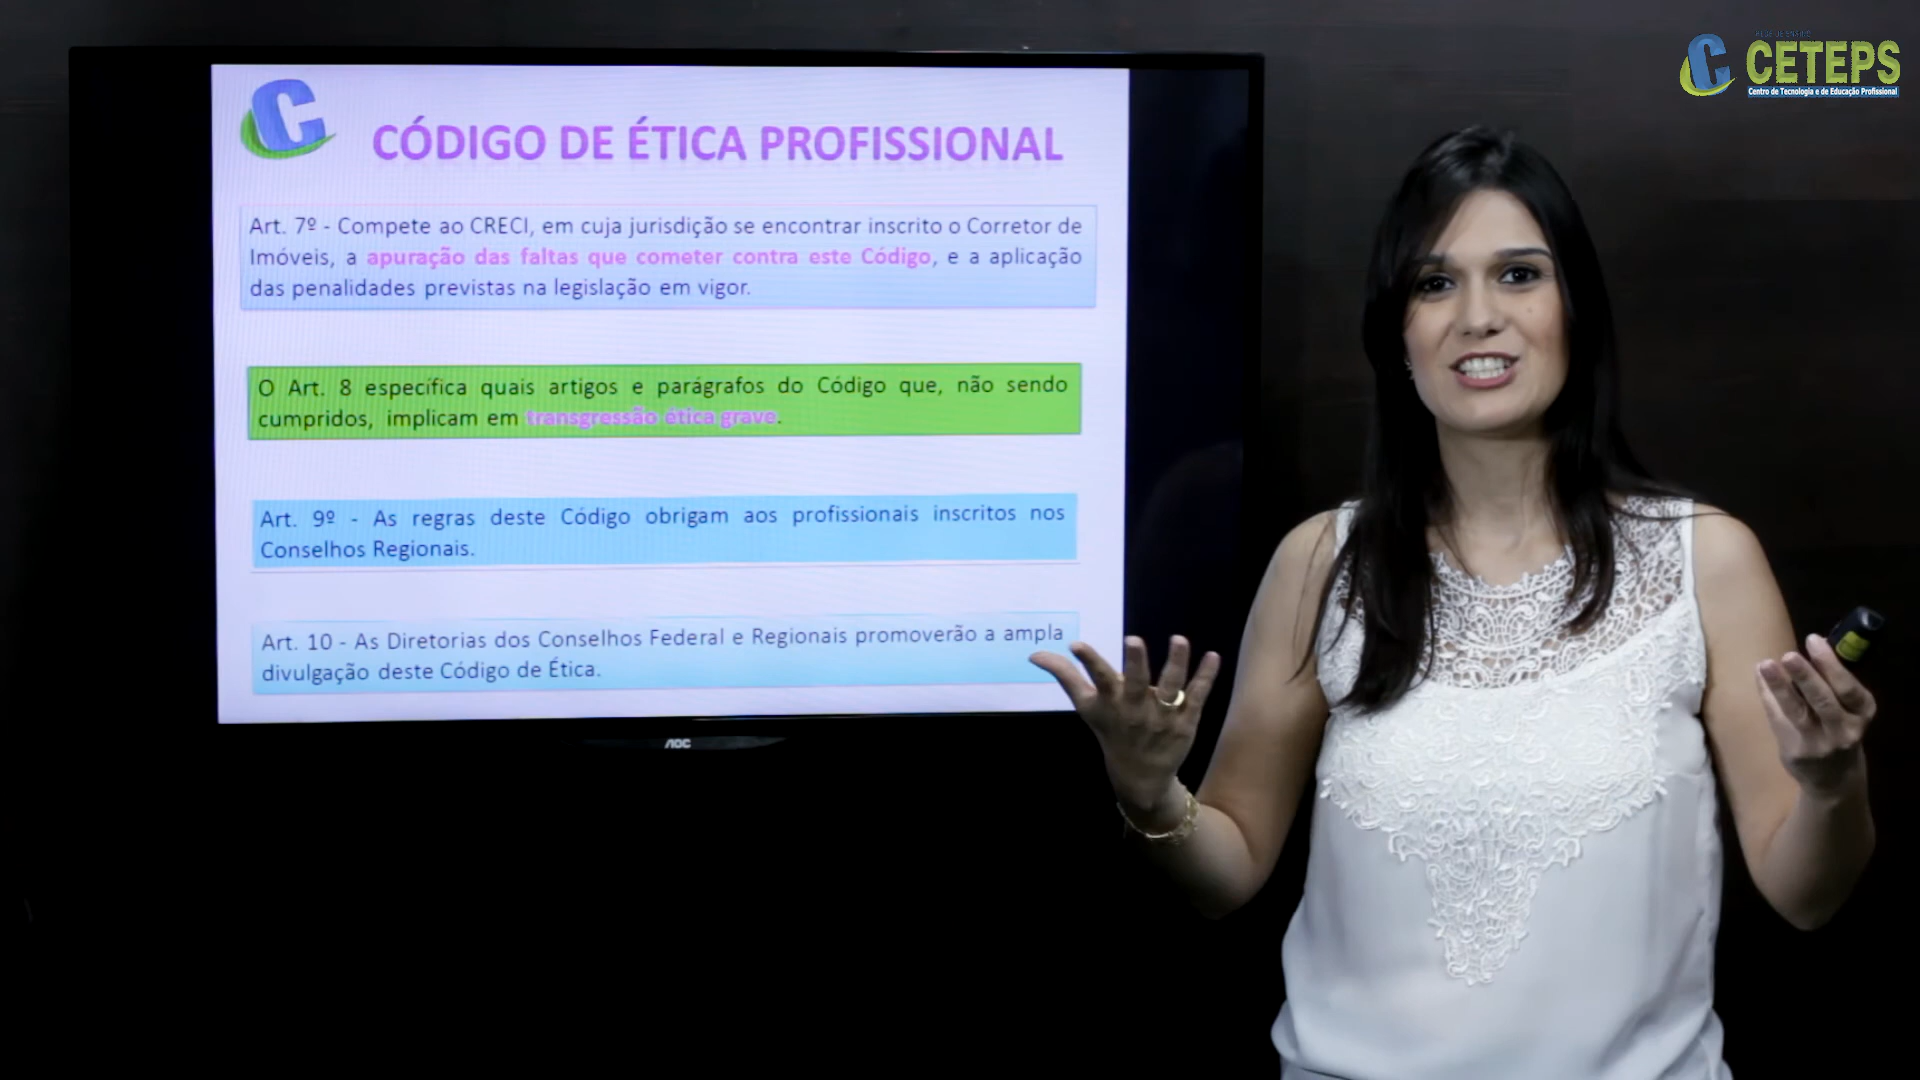 CETEPS
Centro de Tecnologia e de Educação Profissional
C
CÓDIGO DE ÉTICA PROFISSIONAL
Art. 7º - Compete ao CRECI, em cuja jurisdição se encontrar inscrito o Corretor de
Imóveis, a apuração das faltas que cometer contra este Código, e a aplicação
das penalidades previstas na legislação em vigor.
O Art. 8 especifica quais artigos e parágrafos do Código que, não sendo
cumpridos, implicam em transgressão ética grave.
Art. 9º - As regras deste Código obrigam aos profissionais inscritos nos
Conselhos Regionais.
Art. 10 - As Diretorias dos Conselhos Federal e Regionais promoverão a ampla
divulgação deste Código de Ética.
AOC